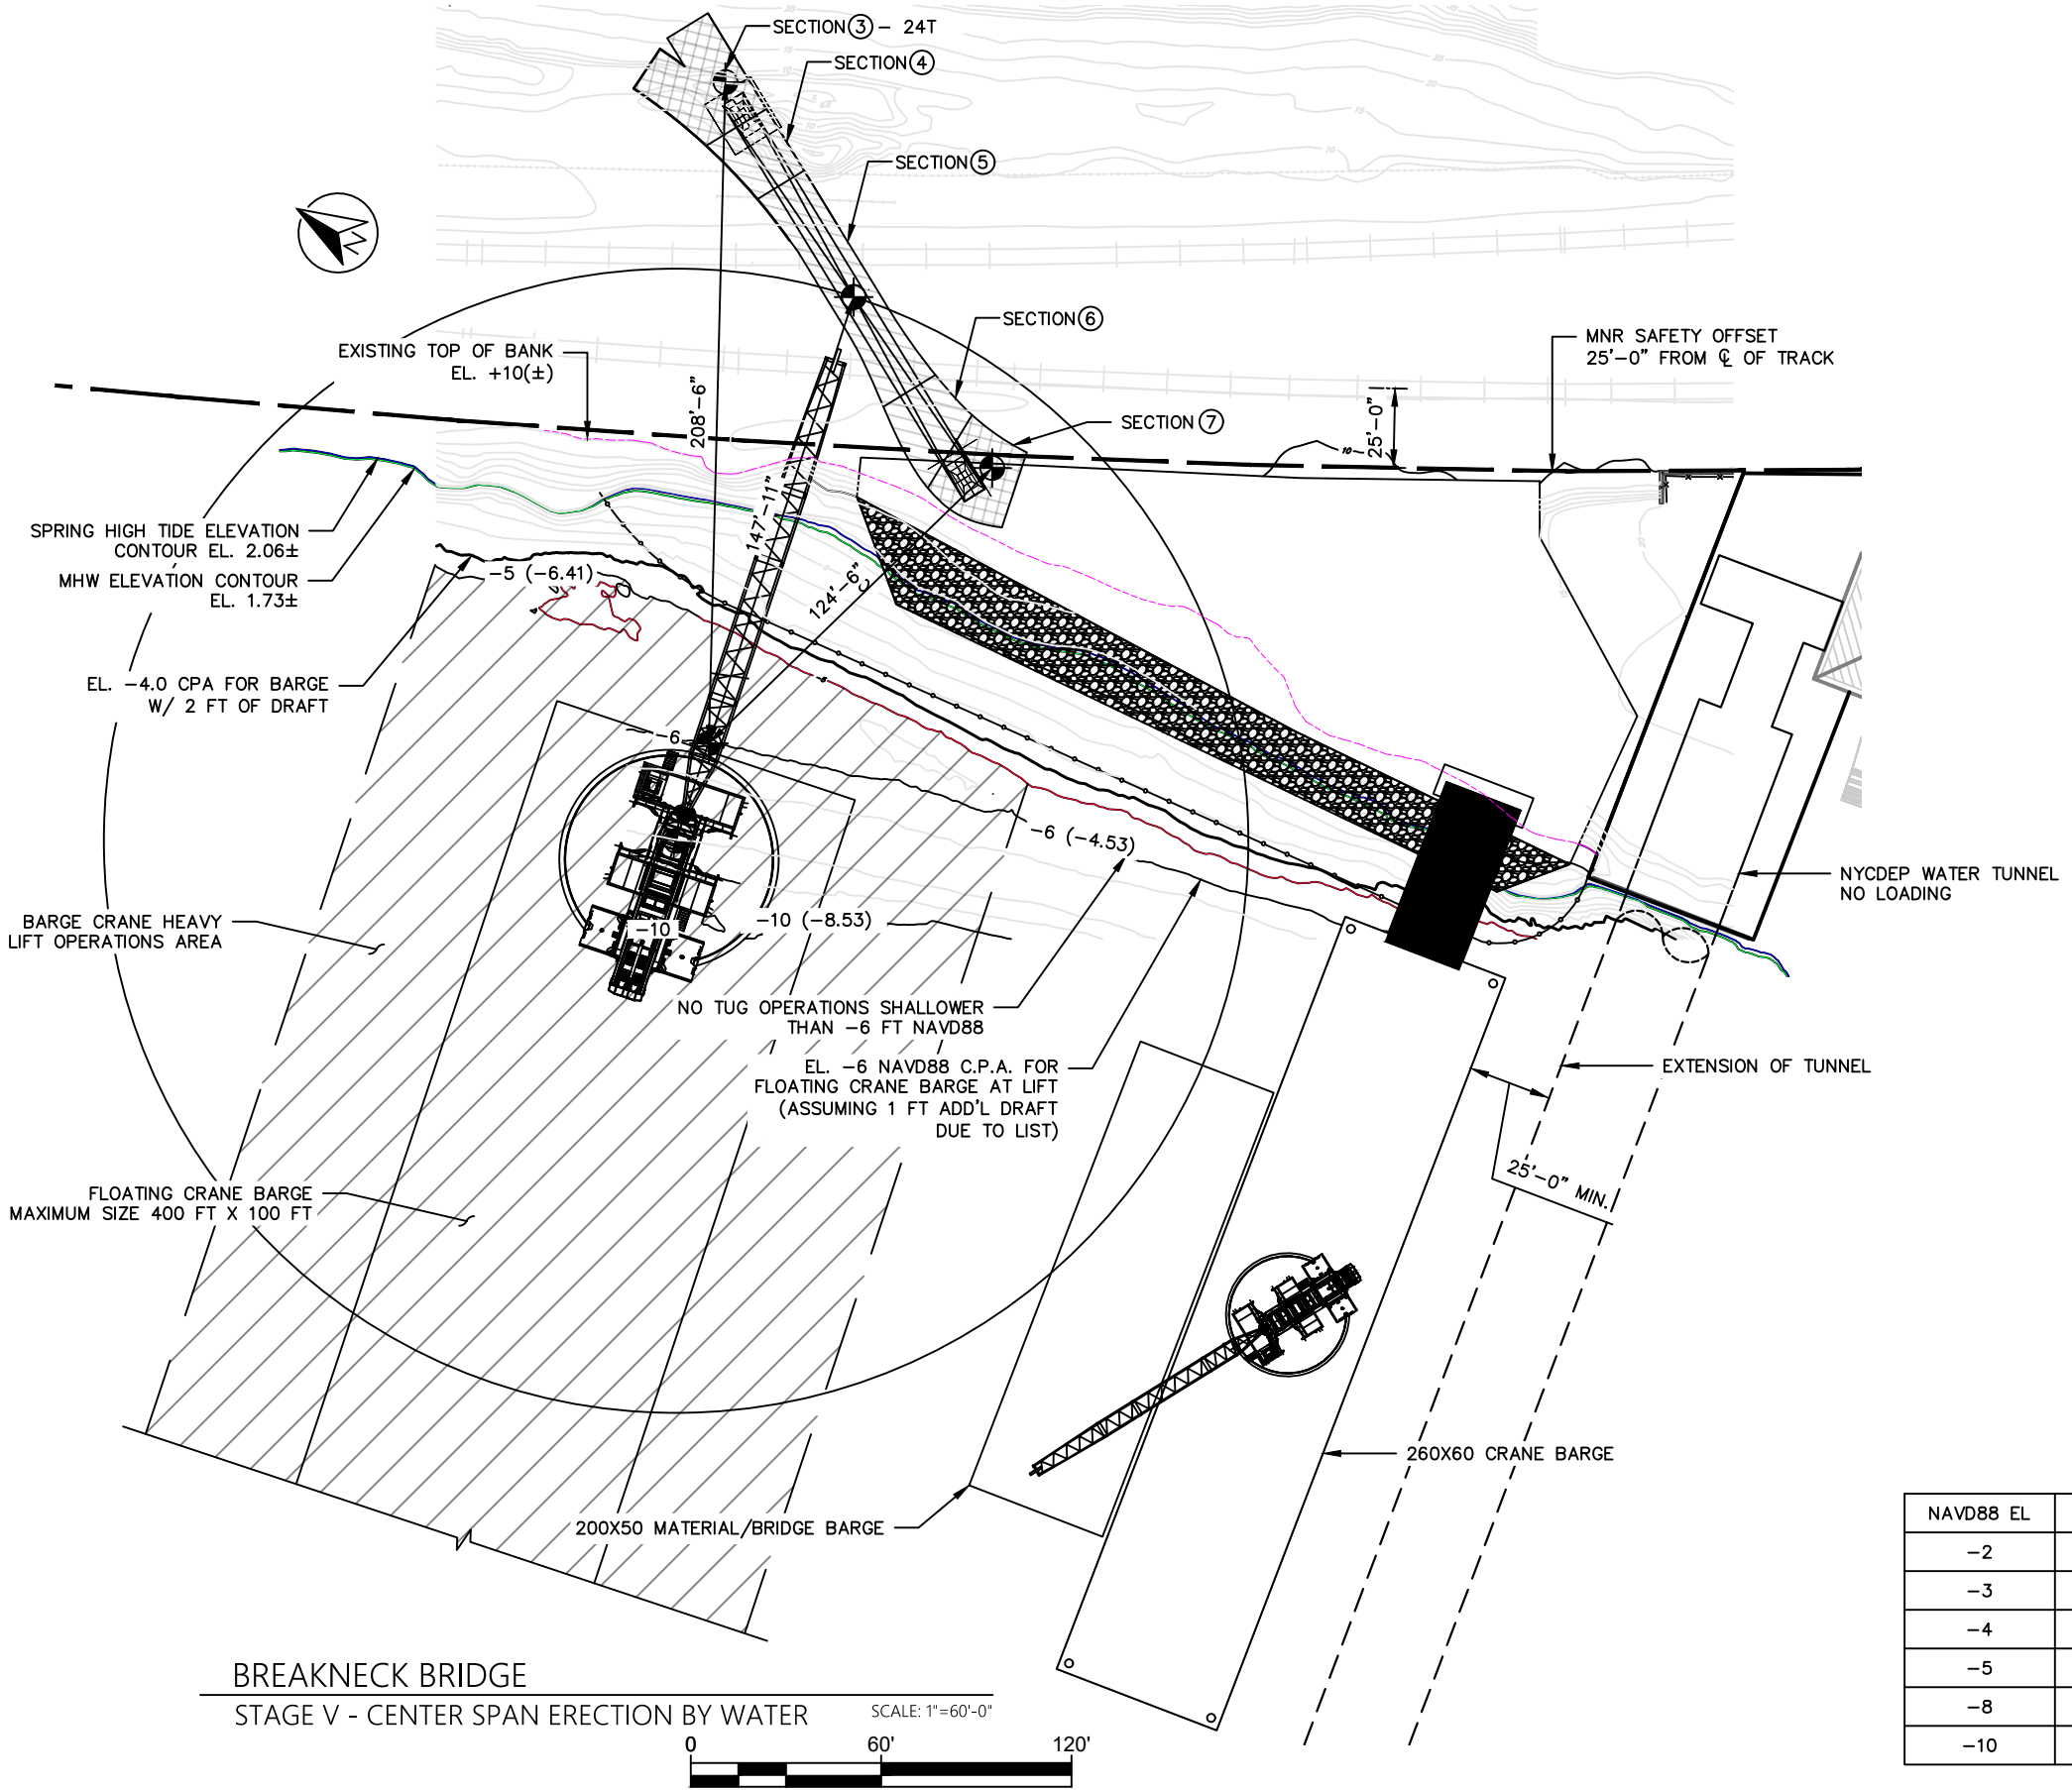 SECTION 3 - 24T
SECTION 4
SECTION 5
SECTION 6
SECTION 7
MNR SAFETY OFFSET
25'-0" FROM ℄ OF TRACK
EXISTING TOP OF BANK
EL. +10(±)
208'-6"
25'-0"
147'-11"
124'-6"
SPRING HIGH TIDE ELEVATION
CONTOUR EL. 2.06±
MHW ELEVATION CONTOUR
EL. 1.73±
-5 (-6.41)
EL. -4.0 CPA FOR BARGE
W/ 2 FT OF DRAFT
-6
-6 (-4.53)
-10 (-8.53)
-10
BARGE CRANE HEAVY
LIFT OPERATIONS AREA
NYCDEP WATER TUNNEL
NO LOADING
NO TUG OPERATIONS SHALLOWER
THAN -6 FT NAVD88
EL. -6 NAVD88 C.P.A. FOR
FLOATING CRANE BARGE AT LIFT
(ASSUMING 1 FT ADD'L DRAFT
DUE TO LIST)
EXTENSION OF TUNNEL
25'-0" MIN.
FLOATING CRANE BARGE
MAXIMUM SIZE 400 FT X 100 FT
260X60 CRANE BARGE
200X50 MATERIAL/BRIDGE BARGE
NAVD88 EL
-2
-3
-4
-5
-8
-10
BREAKNECK BRIDGE
STAGE V - CENTER SPAN ERECTION BY WATER
SCALE: 1"=60'-0"
0 60' 120'